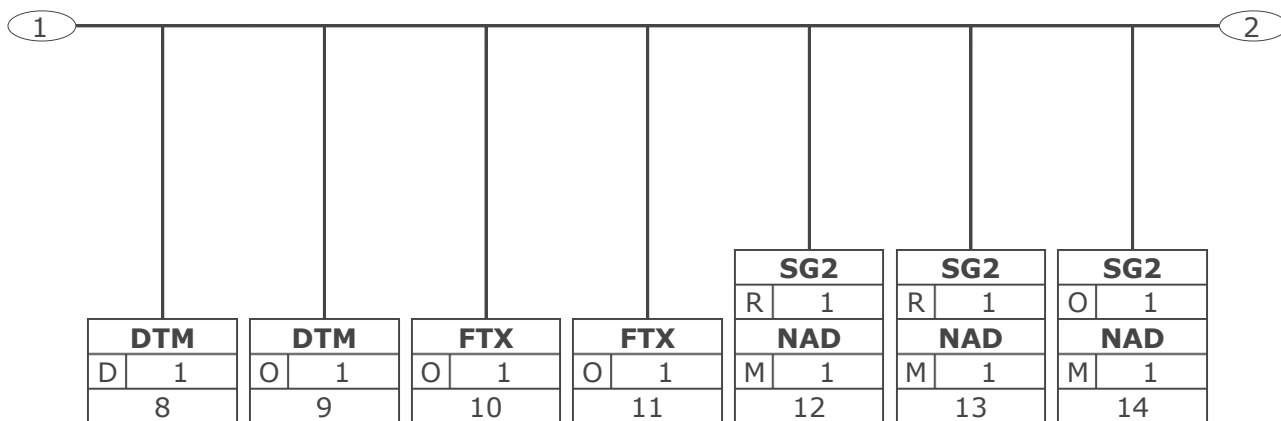 1 2
SG2 SG2 SG2
R 1 R 1 O 1
DTM DTM FTX FTX NAD NAD NAD
D 1 O 1 O 1 O 1 M 1 M 1 M 1
8 9 10 11 12 13 14